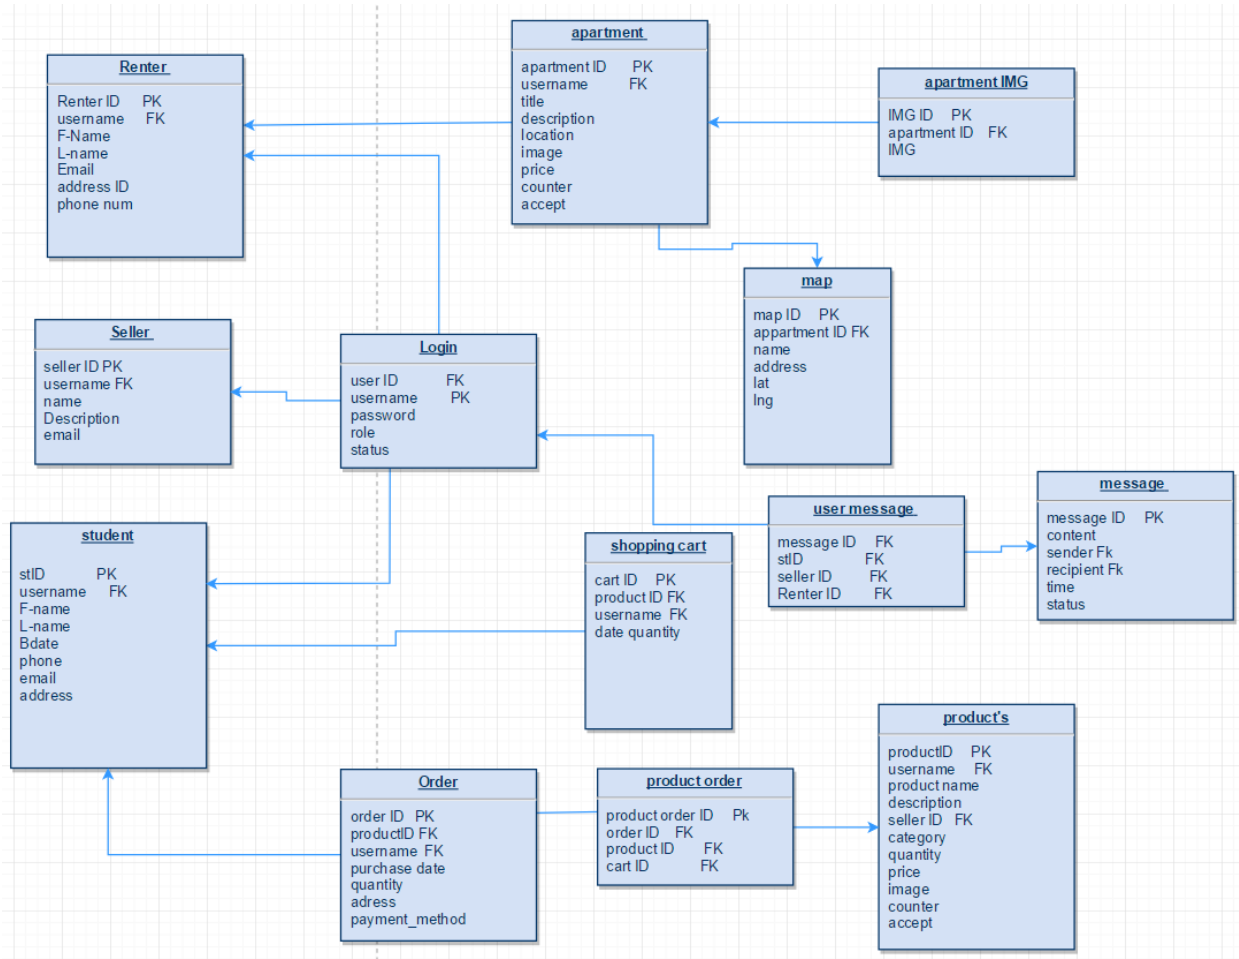 apartment
apartment ID PK
username FK
title
description
location
image
price
counter
accept
Renter
Renter ID PK
username FK
F-Name
L-name
Email
address ID
phone num
apartment IMG
IMG ID PK
apartment ID FK
IMG
map
map ID PK
appartment ID FK
name
address
lat
lng
Seller
seller ID PK
username FK
name
Description
email
Login
user ID FK
username PK
password
role
status
message
message ID PK
content
sender Fk
recipient Fk
time
status
user message
message ID FK
stID FK
seller ID FK
Renter ID FK
student
stID PK
username FK
F-name
L-name
Bdate
phone
email
address
shopping cart
cart ID PK
product ID FK
username FK
date quantity
product's
productID PK
username FK
product name
description
seller ID FK
category
quantity
price
image
counter
accept
Order
order ID PK
productID FK
username FK
purchase date
quantity
adress
payment_method
product order
product order ID Pk
order ID FK
product ID FK
cart ID FK